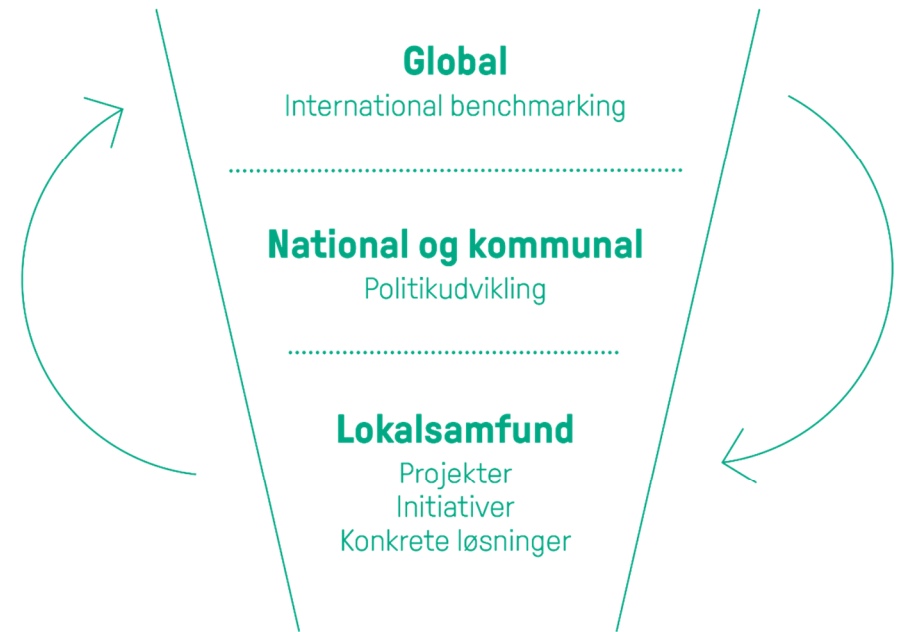 Global
International benchmarking
National og kommunal
Politikudvikling
Lokalsamfund
Projekter
Initiativer
Konkrete løsninger